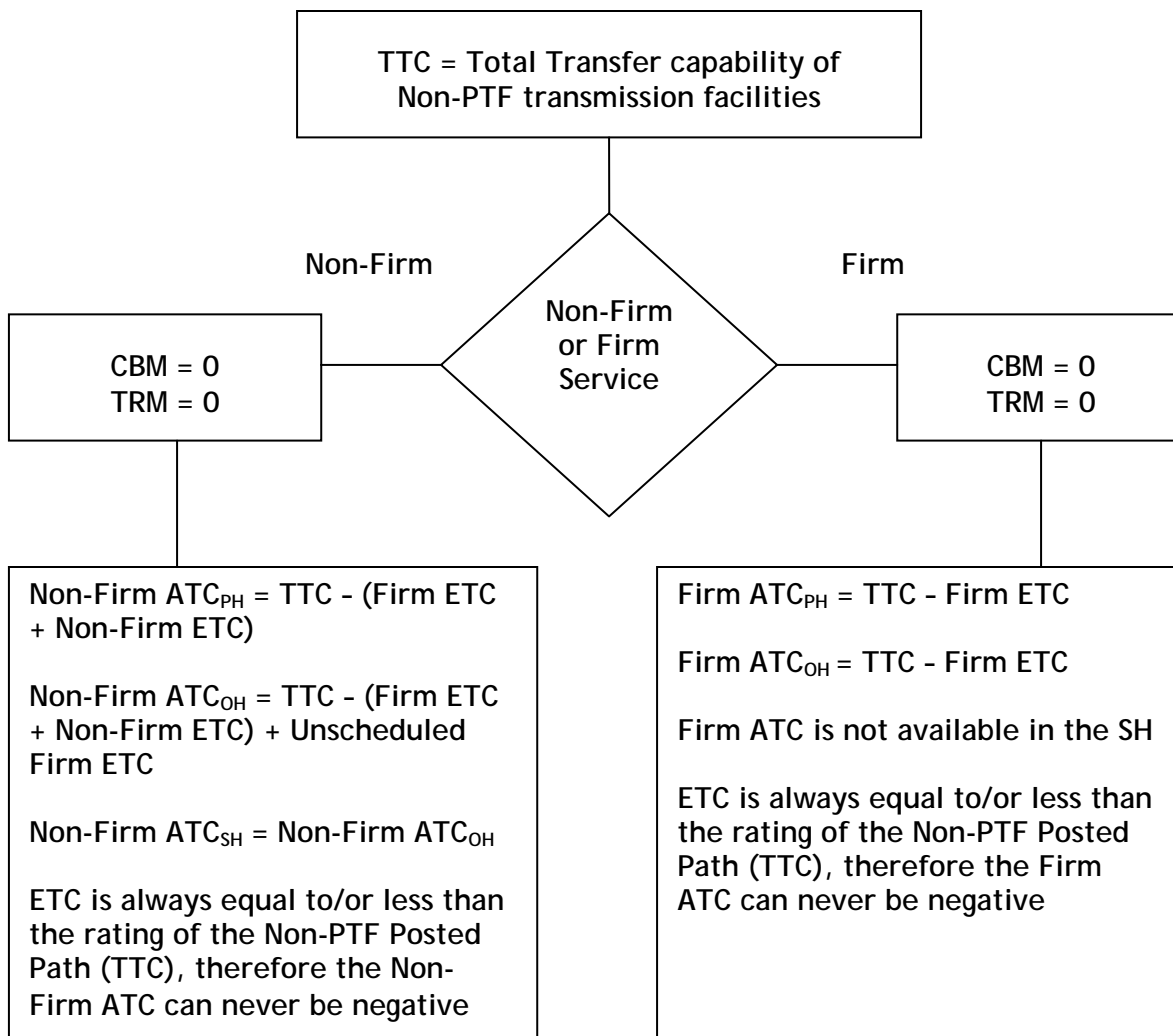 TTC = Total Transfer capability of
Non-PTF transmission facilities
Non-Firm
Firm
Non-Firm
or Firm
Service
CBM = 0
TRM = 0
CBM = 0
TRM = 0
Non-Firm ATCPH = TTC – (Firm ETC
+ Non-Firm ETC)
Non-Firm ATCOH = TTC – (Firm ETC
+ Non-Firm ETC) + Unscheduled
Firm ETC
Non-Firm ATCSH = Non-Firm ATCOH
ETC is always equal to/or less than
the rating of the Non-PTF Posted
Path (TTC), therefore the Non-
Firm ATC can never be negative
Firm ATCPH = TTC – Firm ETC
Firm ATCOH = TTC – Firm ETC
Firm ATC is not available in the SH
ETC is always equal to/or less than
the rating of the Non-PTF Posted
Path (TTC), therefore the Firm
ATC can never be negative